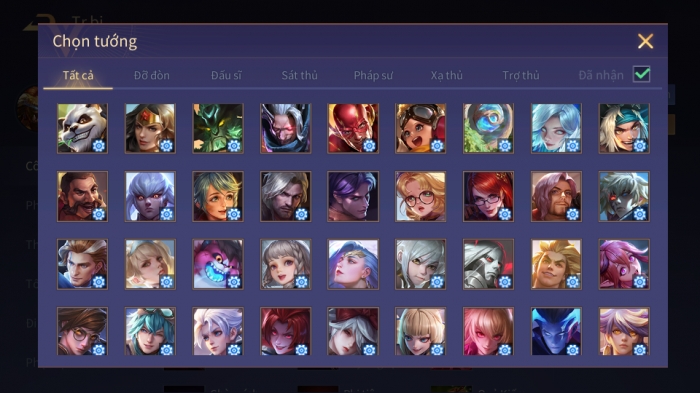 Chọn tướng
Tất cả Đỡ đòn Đấu sĩ Sát thủ Pháp sư Xạ thủ Trợ thủ Đã nhận